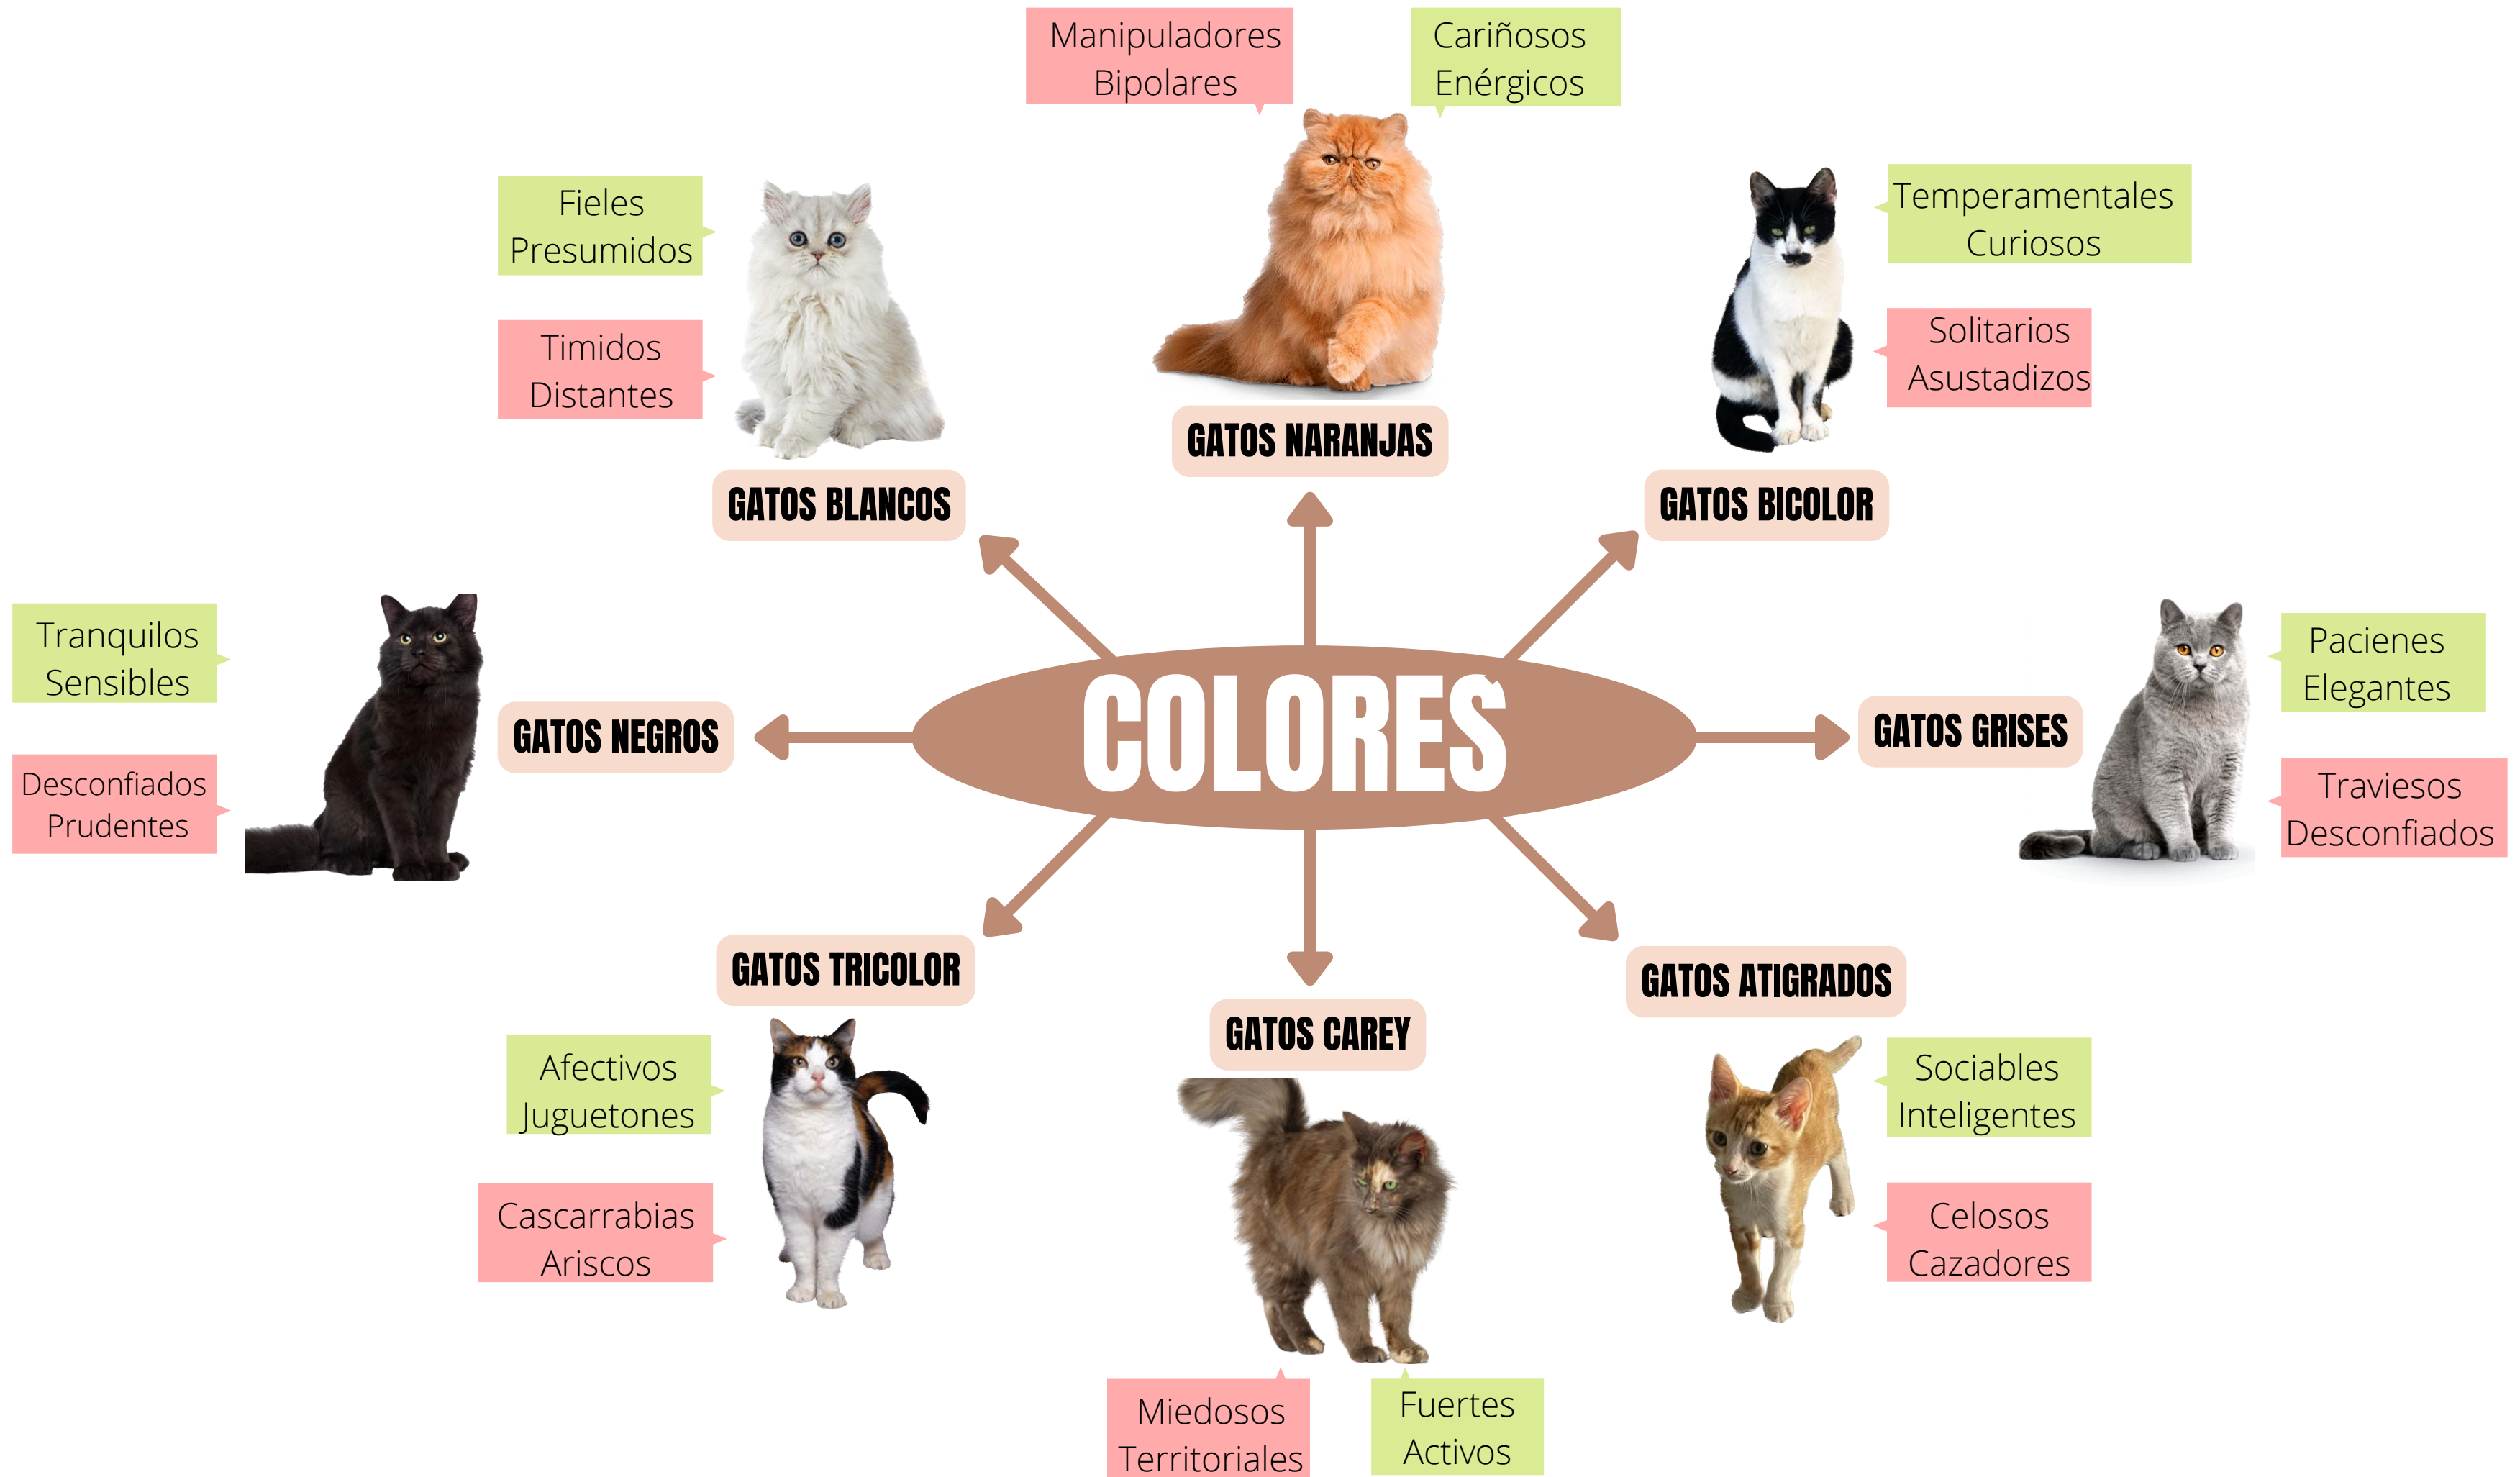 Manipuladores
Bipolares
Cariñosos
Enérgicos
GATOS NARANJAS
Fieles
Presumidos
Timidos
Distantes
GATOS BLANCOS
Temperamentales
Curiosos
Solitarios
Asustadizos
GATOS BICOLOR
Tranquilos
Sensibles
Desconfiados
Prudentes
GATOS NEGROS
COLORES
GATOS GRISES
Pacienes
Elegantes
Traviesos
Desconfiados
GATOS TRICOLOR
Afectivos
Juguetones
Cascarrabias
Ariscos
GATOS CAREY
Miedosos
Territoriales
Fuertes
Activos
GATOS ATIGRADOS
Sociables
Inteligentes
Celosos
Cazadores